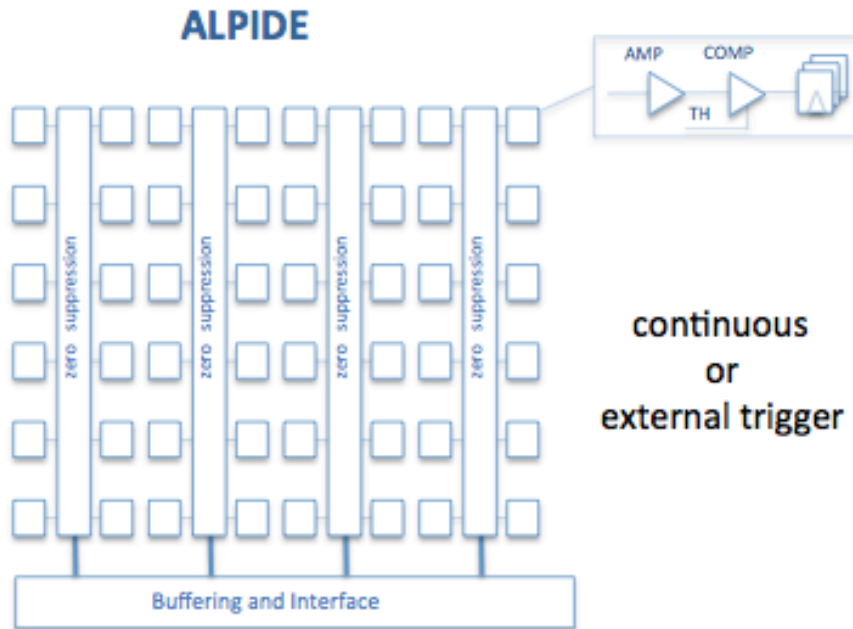 ALPIDE
AMP
COMP
TH
zero suppression
zero suppression
zero suppression
zero suppression
continuous
or
external trigger
Buffering and Interface